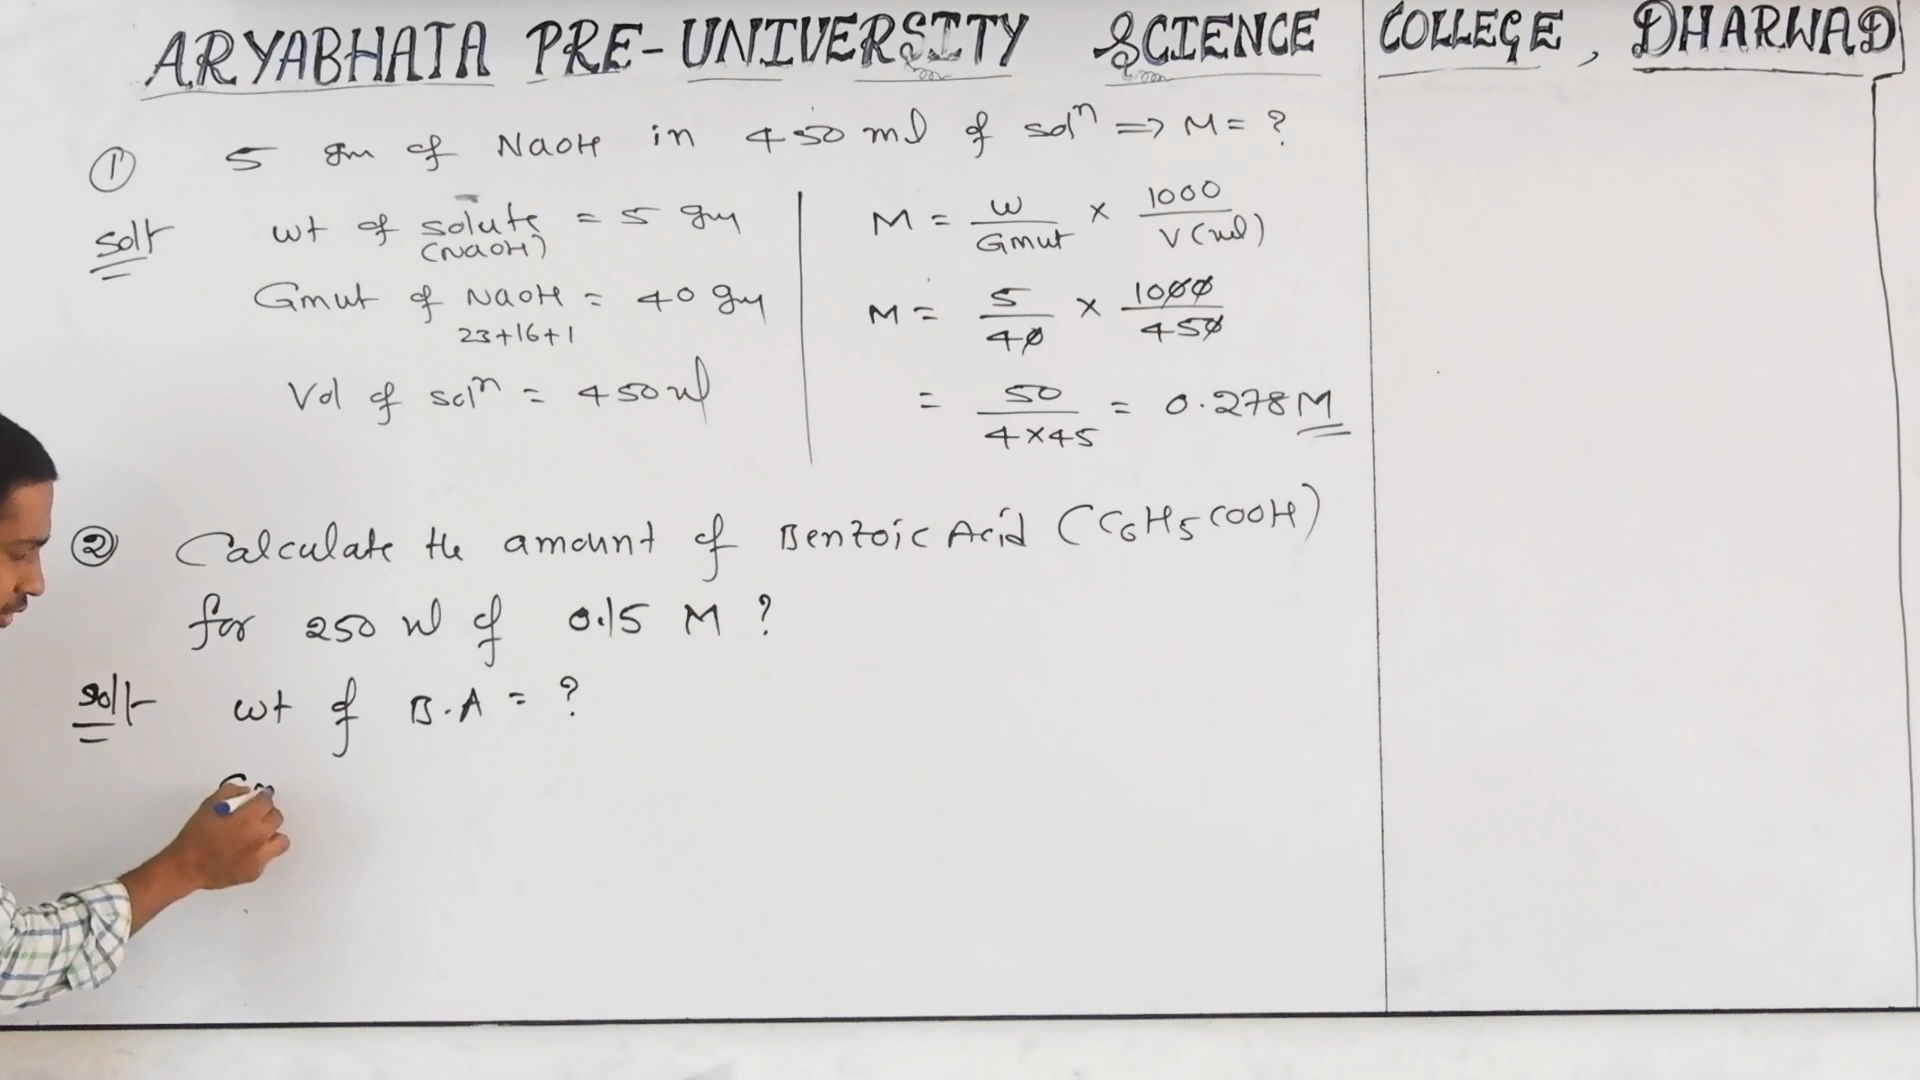 ARYABHATA PRE-UNIVERSITY SCIENCE COLLEGE, DHARWAD
① 5 gm of NaOH in 450 ml of solⁿ ⇒ M = ?
wt of solute = 5 gm
(NaOH)
Gmwt of NaOH = 40 gm
23+16+1
Vol of solⁿ = 450 ml
M = w/Gmwt × 1000/V(ml)
M = 5/40 × 1000/450
= 50/4×45 = 0.278 M
② Calculate the amount of Benzoic Acid (C6H5COOH)
for 250 ml of 0.15 M ?
wt of B.A = ?